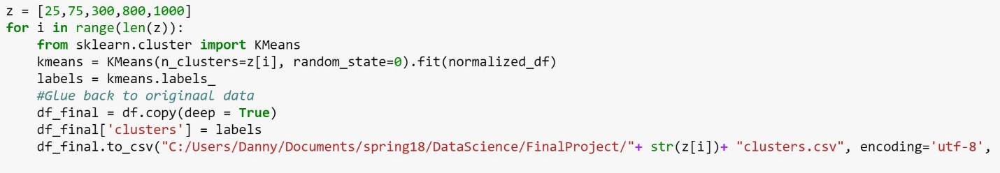 z = [25,75,300,800,1000]
for i in range(len(z)):
    from sklearn.cluster import KMeans
    kmeans = KMeans(n_clusters=z[i], random_state=0).fit(normalized_df)
    labels = kmeans.labels_
    #Glue back to originaal data
    df_final = df.copy(deep = True)
    df_final['clusters'] = labels
    df_final.to_csv("C:/Users/Danny/Documents/spring18/DataScience/FinalProject/"+ str(z[i])+ "clusters.csv", encoding='utf-8',